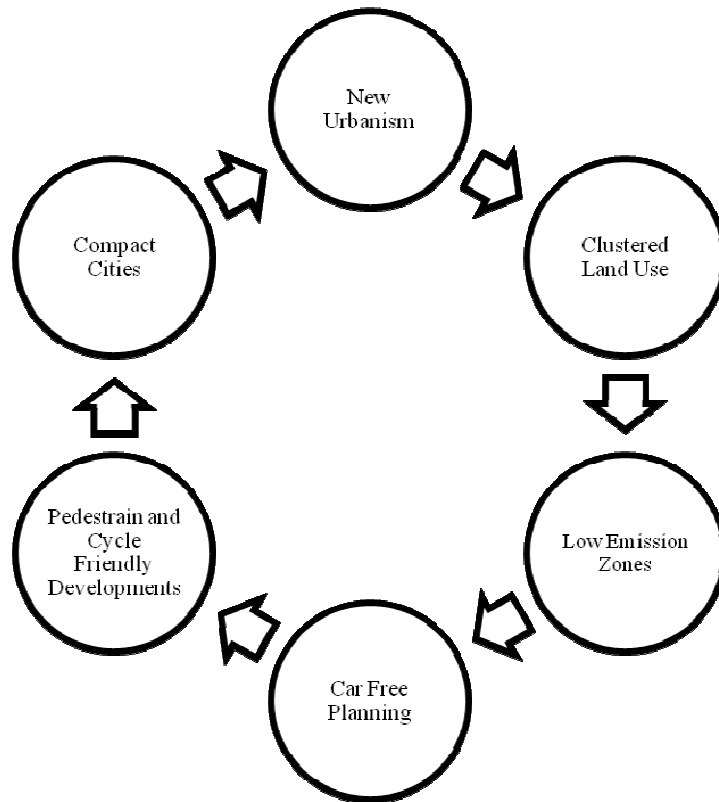 New
Urbanism
Clustered
Land Use
Low Emission
Zones
Car Free
Planning
Pedestrain and
Cycle
Friendly
Developments
Compact
Cities